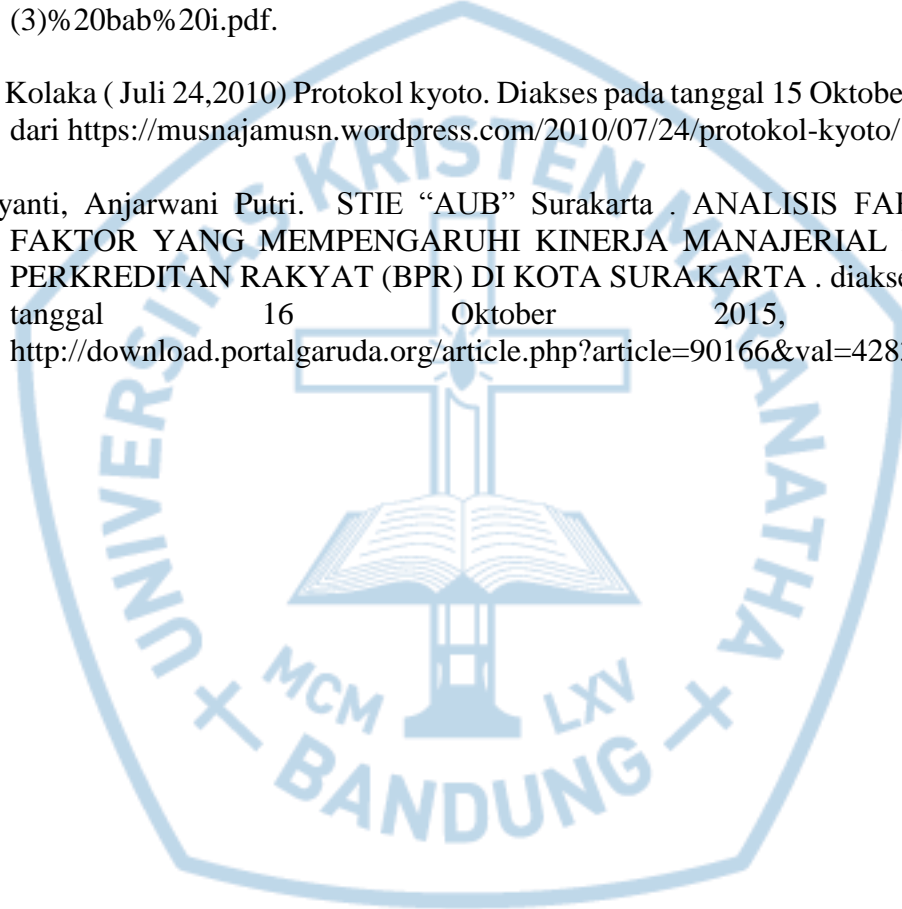 (3)%20bab%20i.pdf.
Kolaka ( Juli 24,2010) Protokol kyoto. Diakses pada tanggal 15 Oktobe
dari https://musnajamusn.wordpress.com/2010/07/24/protokol-kyoto/
yanti, Anjarwani Putri. STIE “AUB” Surakarta . ANALISIS
FAKTOR YANG MEMPENGARUHI KINERJA MANAJERIAL
PERKREDITAN RAKYAT (BPR) DI KOTA SURAKARTA . diakse
tanggal 16 Oktober 2015,
http://download.portalgaruda.org/article.php?article=90166&val=428
UNIVERSITAS KRISTEN MARANATHA
MCM LXV
BANDUNG